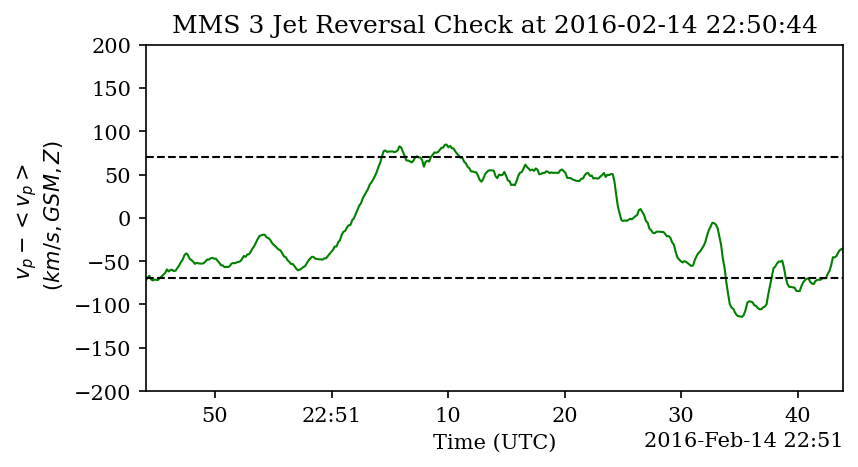 MMS 3 Jet Reversal Check at 2016-02-14 22:50:44
200
150
100
50
0
−50
−100
−150
−200
v_p − < v_p >
(km/s, GSM, Z)
50 22:51 10 20 30 40
Time (UTC)
2016-Feb-14 22:51